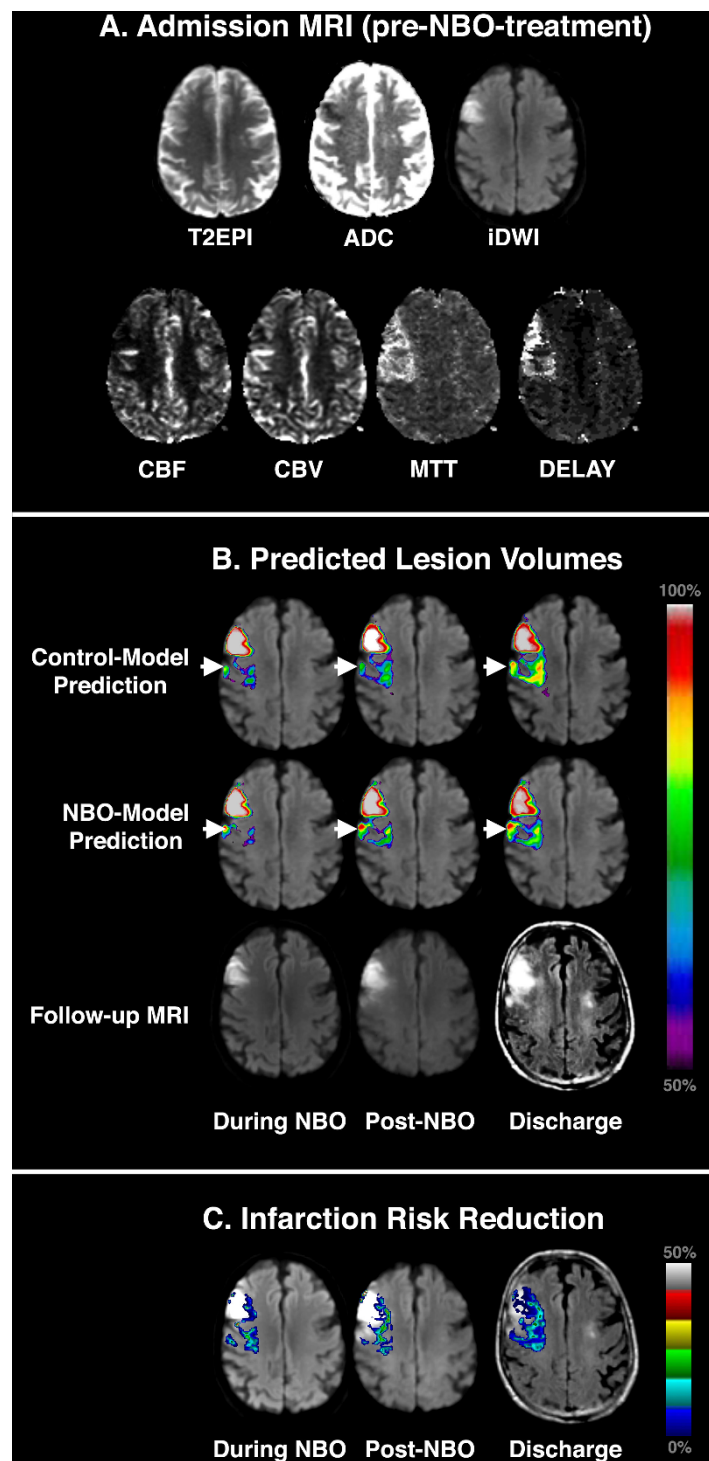 A. Admission MRI (pre-NBO-treatment)
T2EPI ADC iDWI
CBF CBV MTT DELAY
B. Predicted Lesion Volumes
100%
Control-Model
Prediction
NBO-Model
Prediction
Follow-up MRI
50%
During NBO Post-NBO Discharge
C. Infarction Risk Reduction
50%
0%
During NBO Post-NBO Discharge